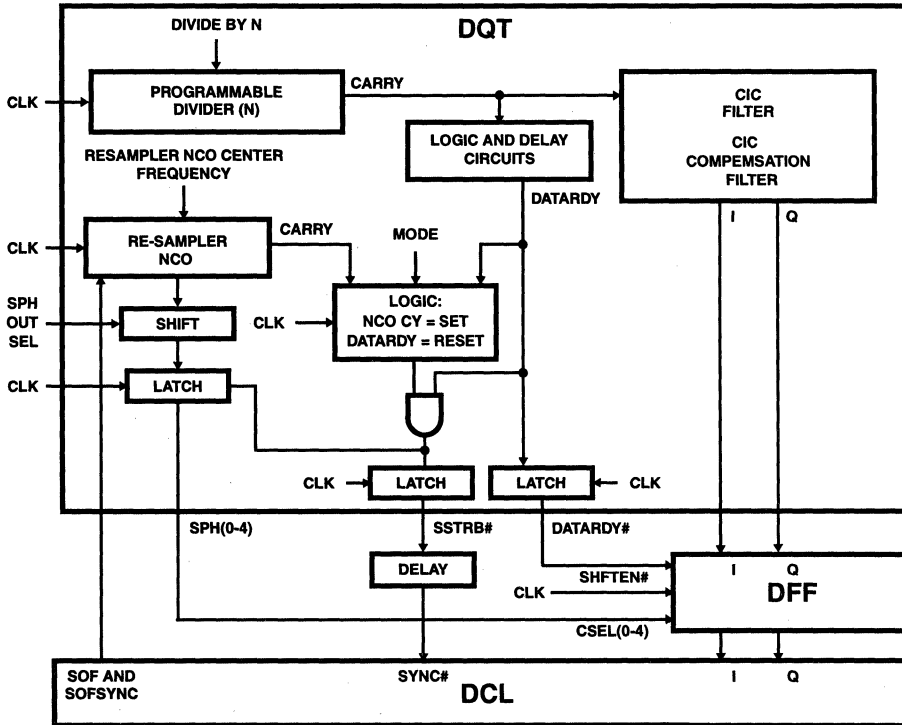 DIVIDE BY N
DQT
CLK
PROGRAMMABLE
DIVIDER (N)
CARRY
CIC
FILTER
CIC
COMPEMSATION
FILTER
LOGIC AND DELAY
CIRCUITS
RESAMPLER NCO CENTER
FREQUENCY
DATARDY
I
Q
CLK
RE-SAMPLER
NCO
CARRY
MODE
SPH
OUT
SEL
SHIFT
CLK
LOGIC:
NCO CY = SET
DATARDY = RESET
CLK
LATCH
CLK
LATCH
LATCH
CLK
SPH(0-4)
SSTRB#
DATARDY#
DELAY
SHFTEN#
CLK
I
Q
DFF
CSEL(0-4)
SOF AND
SOFSYNC
SYNC#
DCL
I
Q